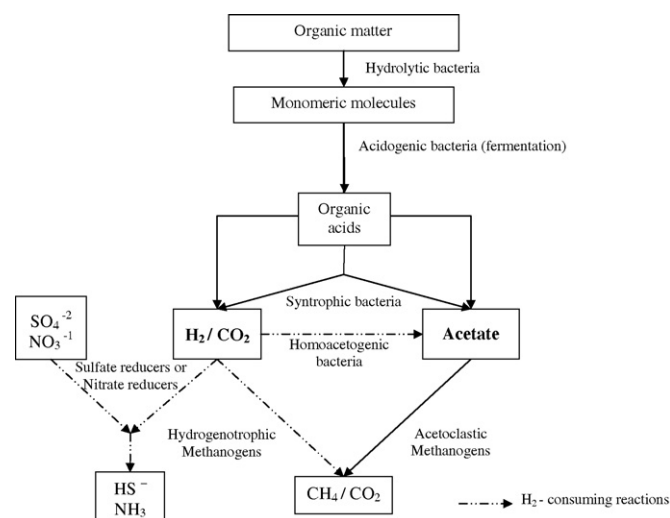 Organic matter
Hydrolytic bacteria
Monomeric molecules
Acidogenic bacteria (fermentation)
Organic
acids
Syntrophic bacteria
SO₄⁻²
NO₃⁻¹
H₂ / CO₂
Homoacetogenic
bacteria
Acetate
Sulfate reducers or
Nitrate reducers
Hydrogenotrophic
Methanogens
Acetoclastic
Methanogens
HS⁻
NH₃
CH₄ / CO₂
H₂ - consuming reactions